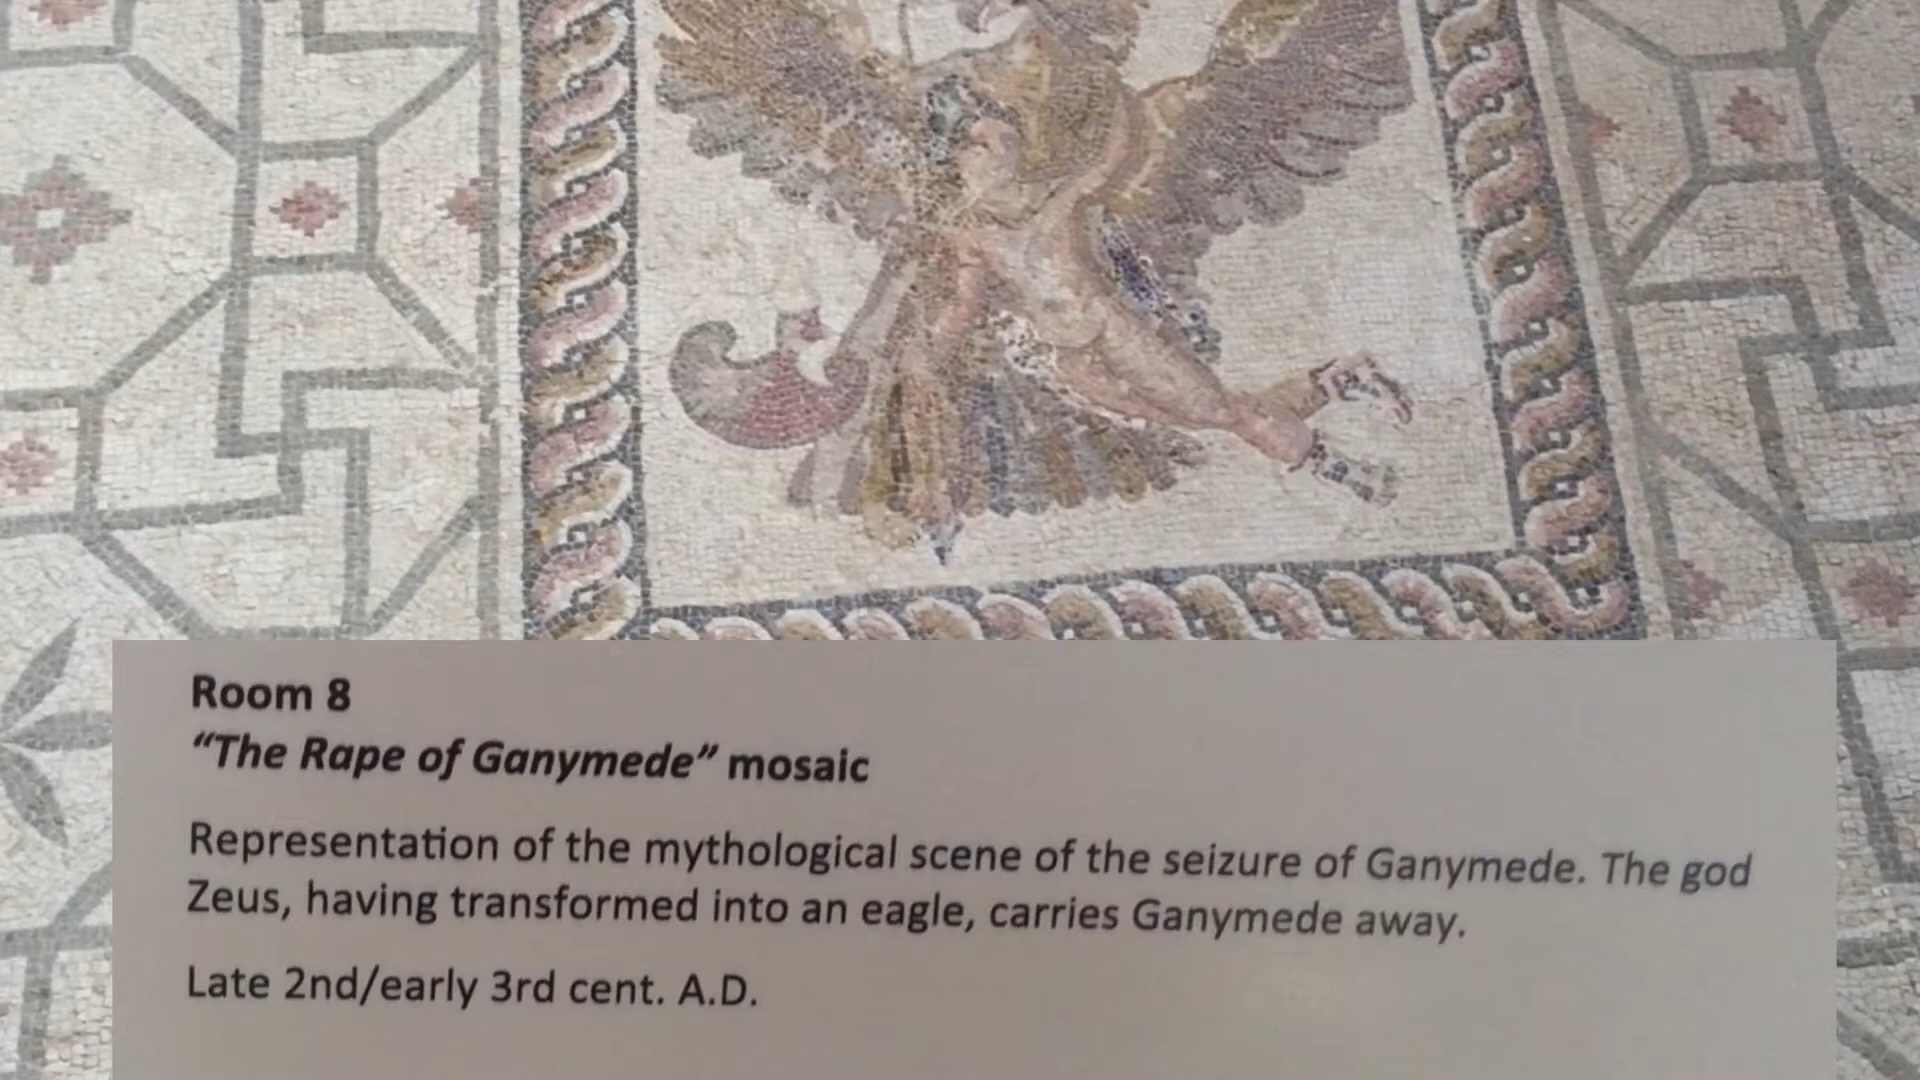 Room 8
“The Rape of Ganymede” mosaic
Representation of the mythological scene of the seizure of Ganymede. The god
Zeus, having transformed into an eagle, carries Ganymede away.
Late 2nd/early 3rd cent. A.D.